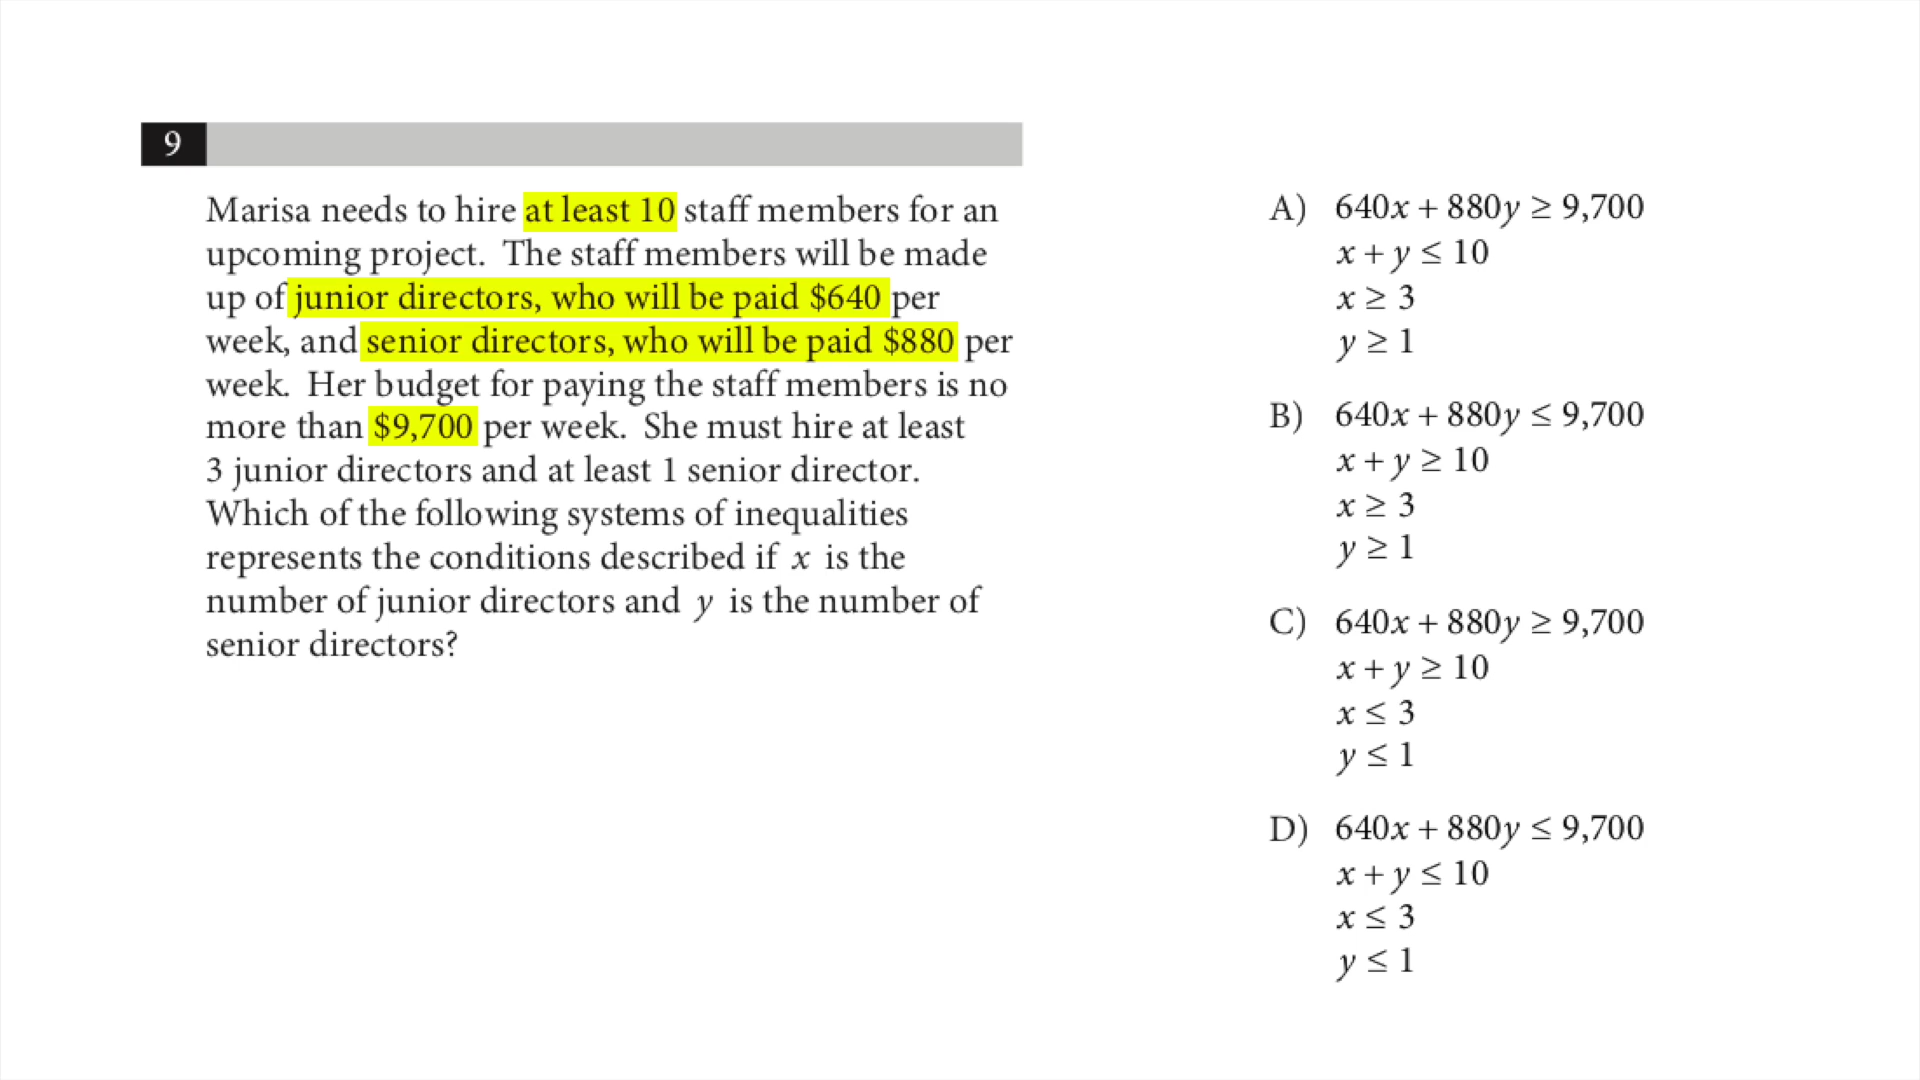 9
Marisa needs to hire at least 10 staff members for an
upcoming project. The staff members will be made
up of junior directors, who will be paid $640 per
week, and senior directors, who will be paid $880 per
week. Her budget for paying the staff members is no
more than $9,700 per week. She must hire at least
3 junior directors and at least 1 senior director.
Which of the following systems of inequalities
represents the conditions described if x is the
number of junior directors and y is the number of
senior directors?
A) 640x + 880y ≥ 9,700
x + y ≤ 10
x ≥ 3
y ≥ 1
B) 640x + 880y ≤ 9,700
x + y ≥ 10
x ≥ 3
y ≥ 1
C) 640x + 880y ≥ 9,700
x + y ≥ 10
x ≤ 3
y ≤ 1
D) 640x + 880y ≤ 9,700
x + y ≤ 10
x ≤ 3
y ≤ 1